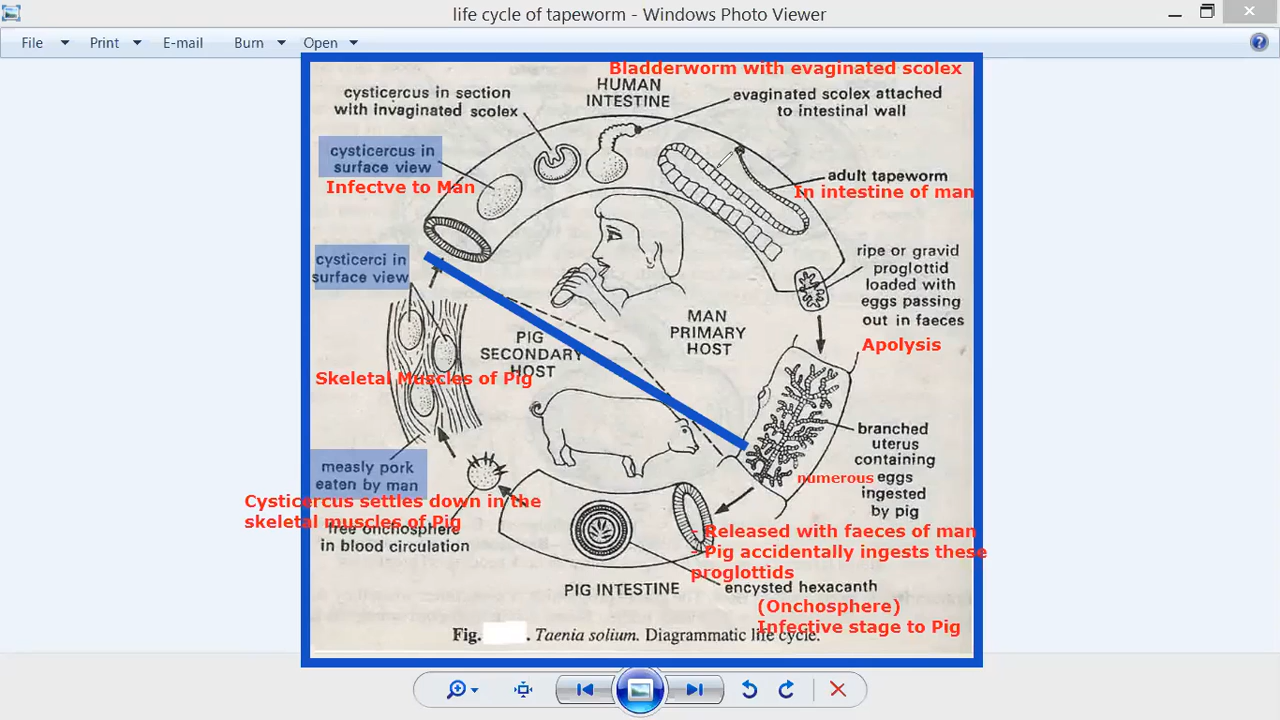 life cycle of tapeworm - Windows Photo Viewer
File Print E-mail Burn Open
Bladderworm with evaginated scolex
cysticercus in section
with invaginated scolex
HUMAN
INTESTINE
evaginated scolex attached
to intestinal wall
cysticercus in
surface view
Infectve to Man
adult tapeworm
In intestine of man
cysticerci in
surface view
ripe or gravid
proglottid
loaded with
eggs passing
out in faeces
MAN
PRIMARY
HOST
PIG
SECONDARY
HOST
Apolysis
Skeletal Muscles of Pig
branched
uterus
containing
numerous eggs
ingested
by pig
measly pork
eaten by man
Cysticercus settles down in the
skeletal muscles of Pig
free onchosphere
in blood circulation
- Released with faeces of man
- Pig accidentally ingests these
proglottids
PIG INTESTINE
encysted hexacanth
(Onchosphere)
Infective stage to Pig
Fig. . Taenia solium. Diagrammatic life cycle.